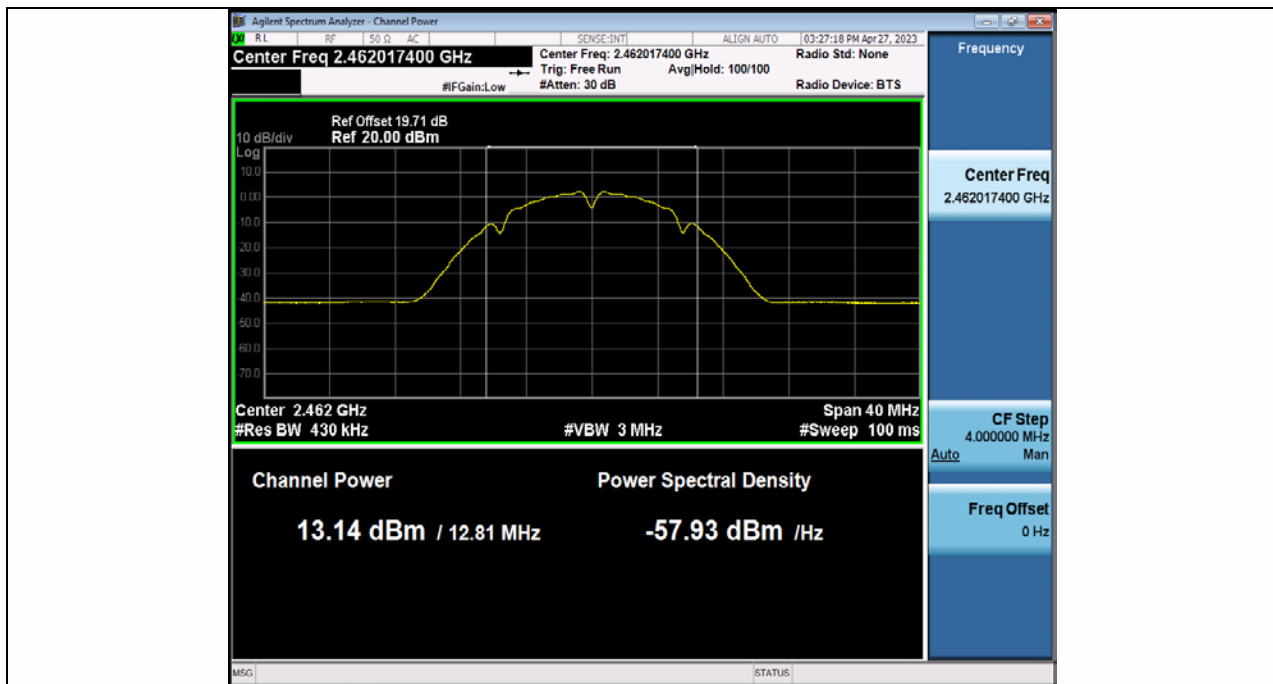 Agilent Spectrum Analyzer - Channel Power
RL RF 50 Ω AC SENSE:INT ALIGN AUTO 03:27:18 PM Apr 27, 2023
Center Freq 2.462017400 GHz
Center Freq: 2.462017400 GHz Radio Std: None
Trig: Free Run Avg|Hold: 100/100
#IFGain:Low #Atten: 30 dB Radio Device: BTS
Frequency
Ref Offset 19.71 dB
10 dB/div Ref 20.00 dBm
Log
10.0
0.00
-10.0
-20.0
-30.0
-40.0
-50.0
-60.0
-70.0
Center 2.462 GHz Span 40 MHz
#Res BW 430 kHz #VBW 3 MHz #Sweep 100 ms
Center Freq
2.462017400 GHz
CF Step
4.000000 MHz
Auto Man
Freq Offset
0 Hz
Channel Power Power Spectral Density
13.14 dBm / 12.81 MHz -57.93 dBm /Hz
MSG STATUS